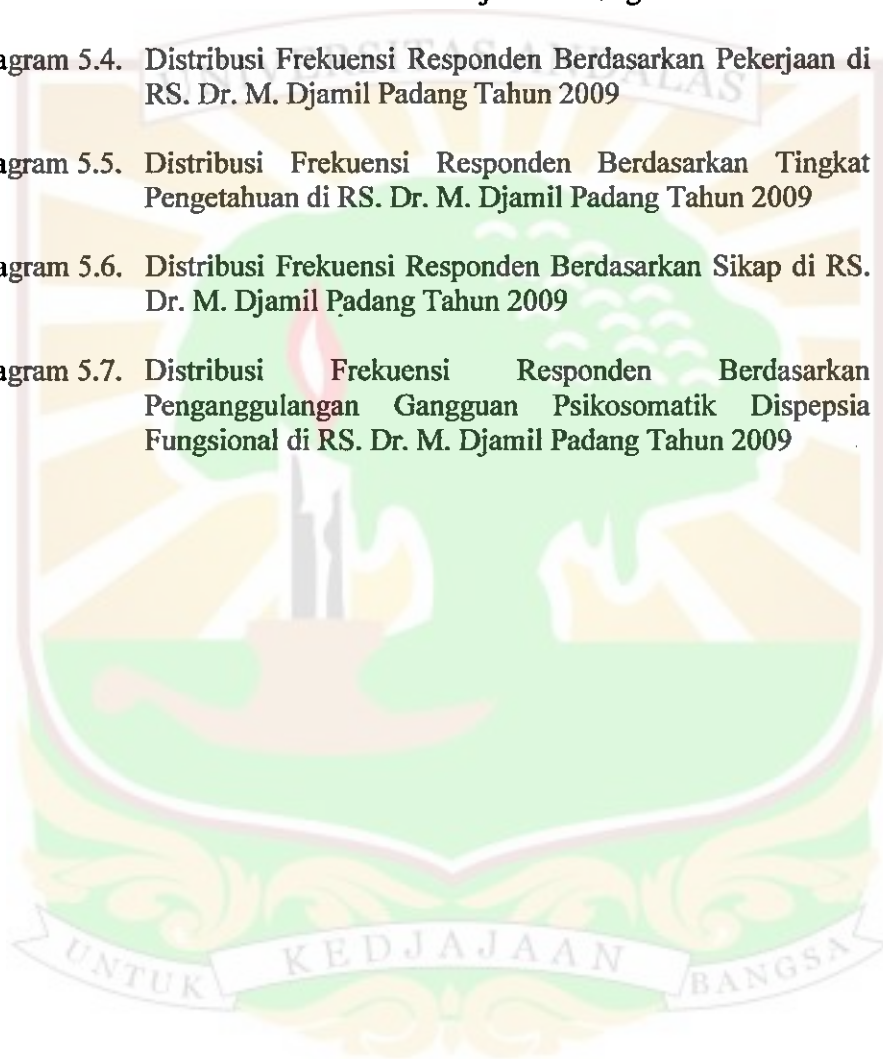 agram 5.4. Distribusi Frekuensi Responden Berdasarkan Pekerjaan di
RS. Dr. M. Djamil Padang Tahun 2009
agram 5.5. Distribusi Frekuensi Responden Berdasarkan Tingkat
Pengetahuan di RS. Dr. M. Djamil Padang Tahun 2009
agram 5.6. Distribusi Frekuensi Responden Berdasarkan Sikap di RS.
Dr. M. Djamil Padang Tahun 2009
agram 5.7. Distribusi Frekuensi Responden Berdasarkan
Penganggulangan Gangguan Psikosomatik Dispepsia
Fungsional di RS. Dr. M. Djamil Padang Tahun 2009
UNIVERSITAS ANDALAS
UNTUK KEDJAJAAN BANGSA